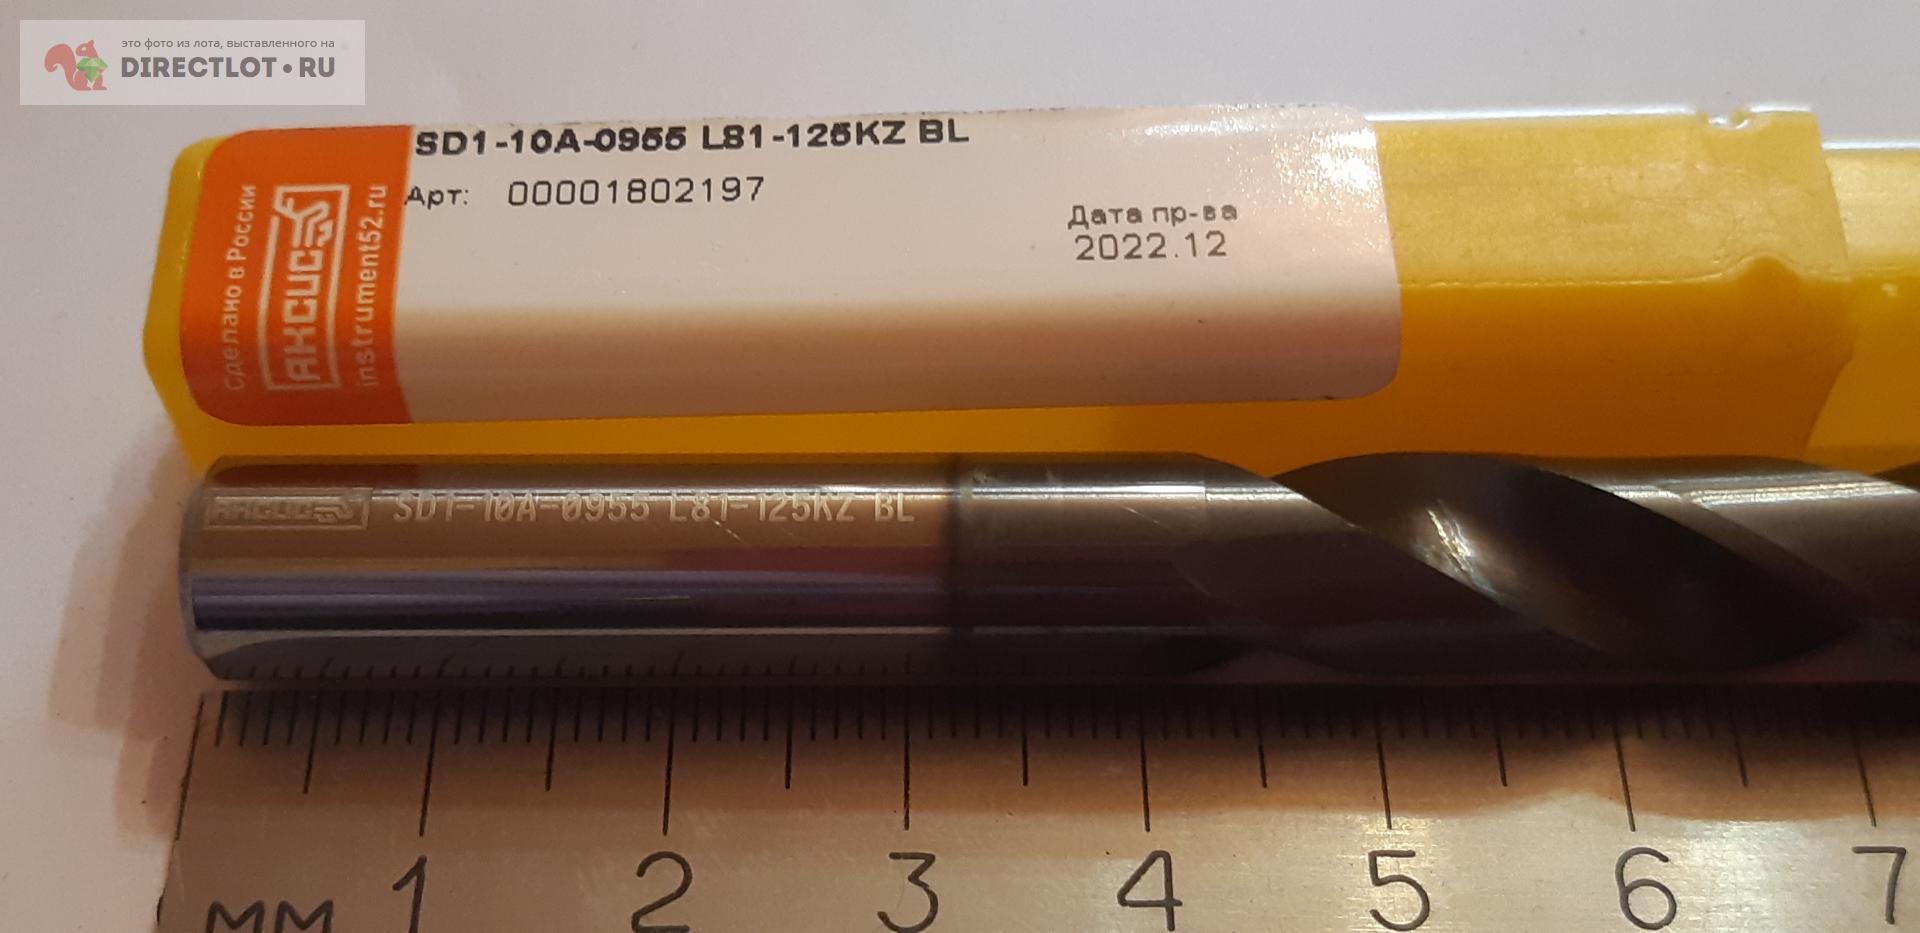 это фото из лота, выставленного на
DIRECTLOT • RU
SD1-10A-0955 L81-125KZ BL
Арт: 00001802197
Дата пр-ва
2022.12
Сделано в России
АКСИС
instrument52.ru
АКСИС SD1-10A-0955 L81-125KZ BL
1 2 3 4 5 6 7
мм